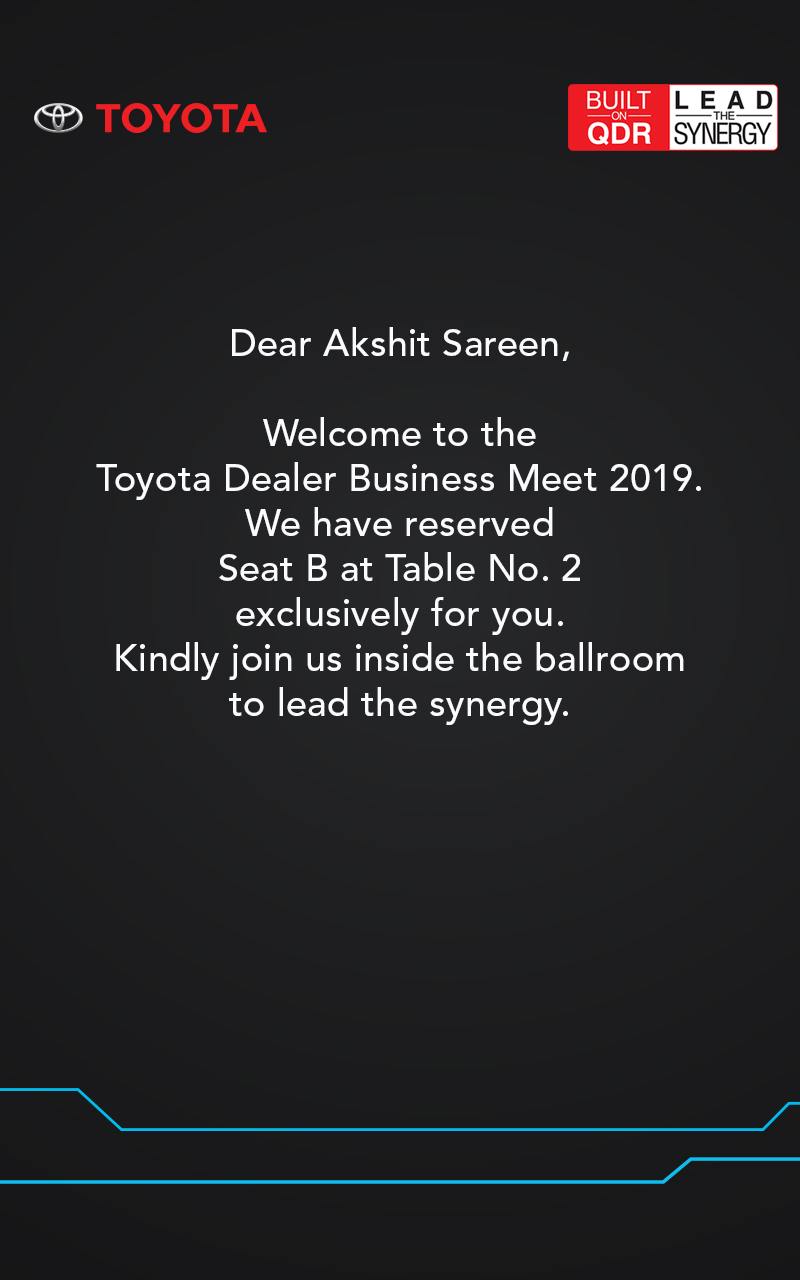 TOYOTA
BUILT
ON
QDR
LEAD
THE
SYNERGY
Dear Akshit Sareen,
Welcome to the
Toyota Dealer Business Meet 2019.
We have reserved
Seat B at Table No. 2
exclusively for you.
Kindly join us inside the ballroom
to lead the synergy.